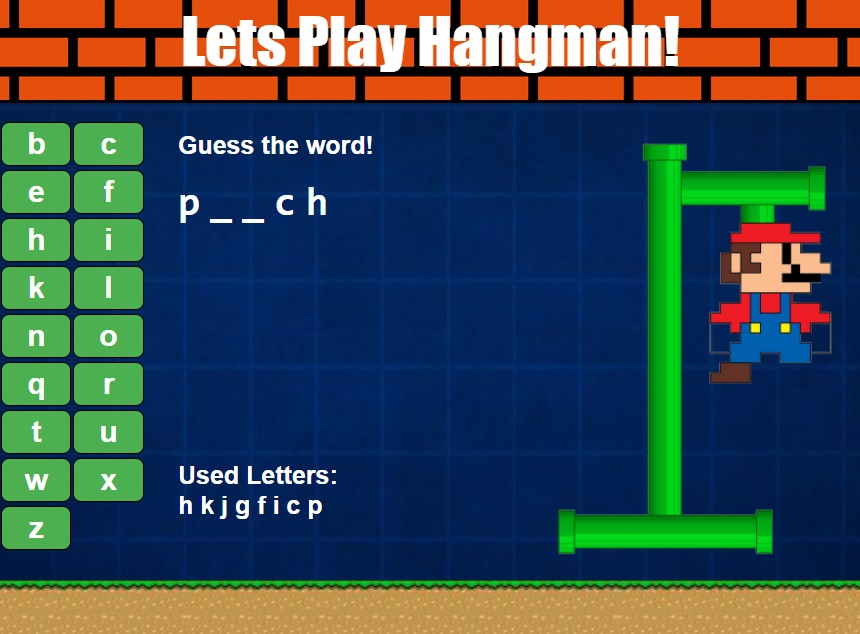 Lets Play Hangman!
b c
e f
h i
k l
n o
q r
t u
w x
z
Guess the word!
p _ _ c h
Used Letters:
h k j g f i c p